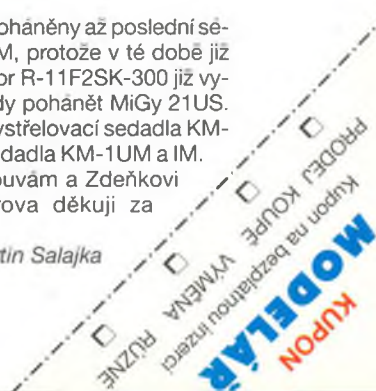 oháněny až poslední sé-
M, protože v té době již
or R-11F2SK-300 již vy-
dy pohánět MiGy 21US.
ystřelovací sedadla KM-
dadla KM-1UM a IM.
ouvám a Zdeňkovi
rova děkuji za
tin Salajka
KUPON
MODELÁŘ
Kupon na bezplatnou inzerci
PRODEJ KOUPĚ VÝMĚNA RŮZNÉ